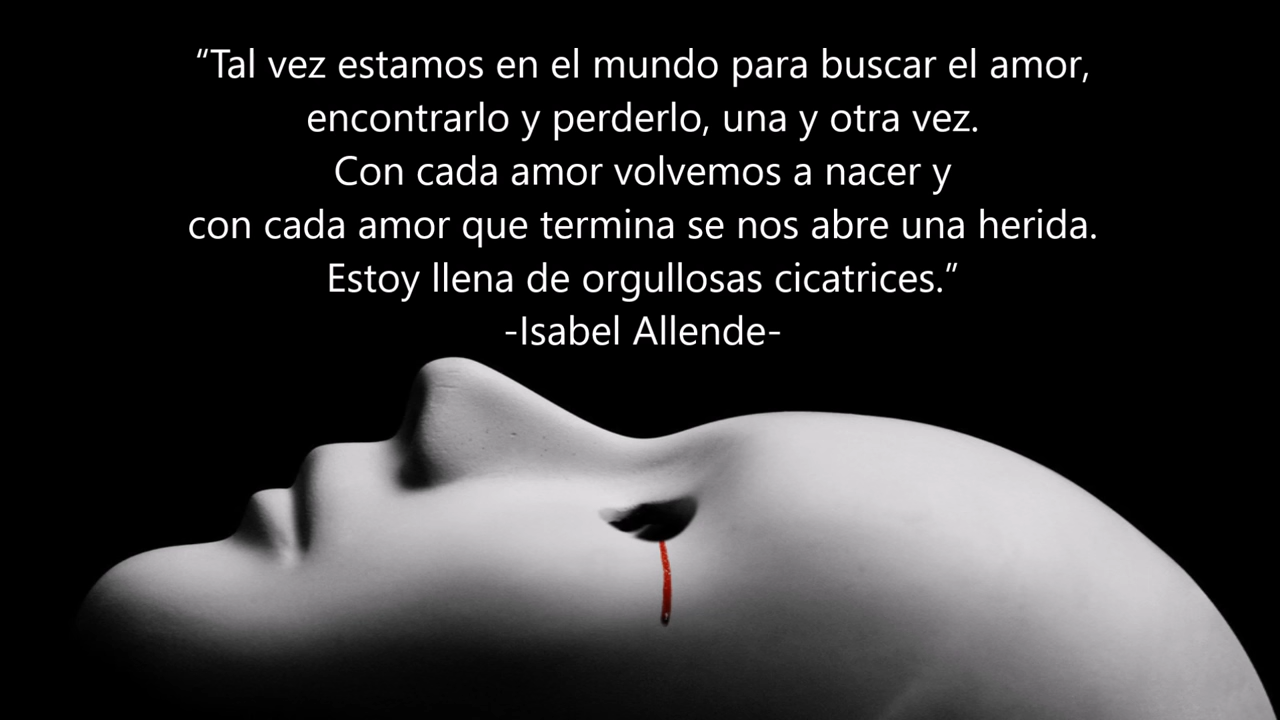 “Tal vez estamos en el mundo para buscar el amor,
encontrarlo y perderlo, una y otra vez.
Con cada amor volvemos a nacer y
con cada amor que termina se nos abre una herida.
Estoy llena de orgullosas cicatrices.”
-Isabel Allende-